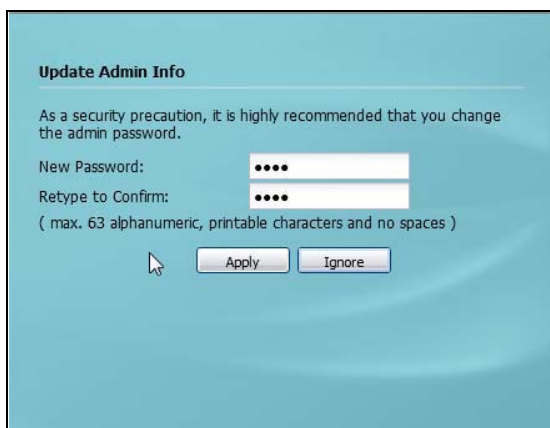 Update Admin Info
As a security precaution, it is highly recommended that you change
the admin password.
New Password: ••••
Retype to Confirm: ••••
( max. 63 alphanumeric, printable characters and no spaces )
Apply Ignore